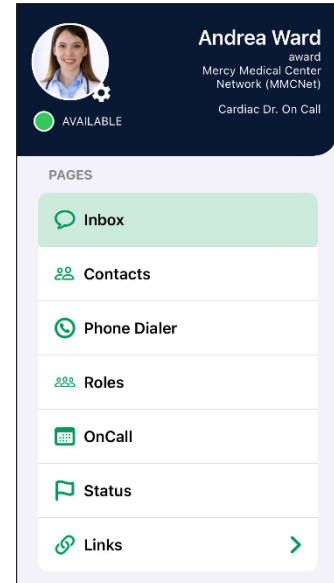 Andrea Ward
award
Mercy Medical Center
Network (MMCNet)
Cardiac Dr. On Call
AVAILABLE
PAGES
Inbox
Contacts
Phone Dialer
Roles
OnCall
Status
Links